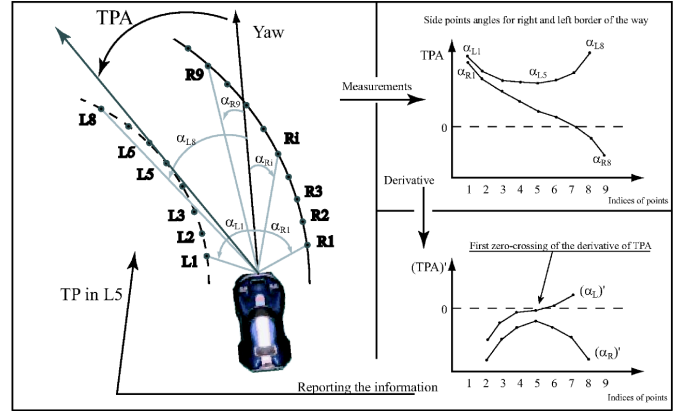 TPA
Yaw
R9
αR9
L8
αL8
L6
Ri
L5
αRi
R3
L3
αL1
αR1
R2
L2
R1
L1
TP in L5
Reporting the information
Measurements
Derivative
Side points angles for right and left border of the way
TPA
αL1
αL8
αR1
αL5
0
αR8
1 2 3 4 5 6 7 8 9
Indices of points
First zero-crossing of the derivative of TPA
(TPA)'
(αL)'
0
(αR)'
1 2 3 4 5 6 7 8 9
Indices of points